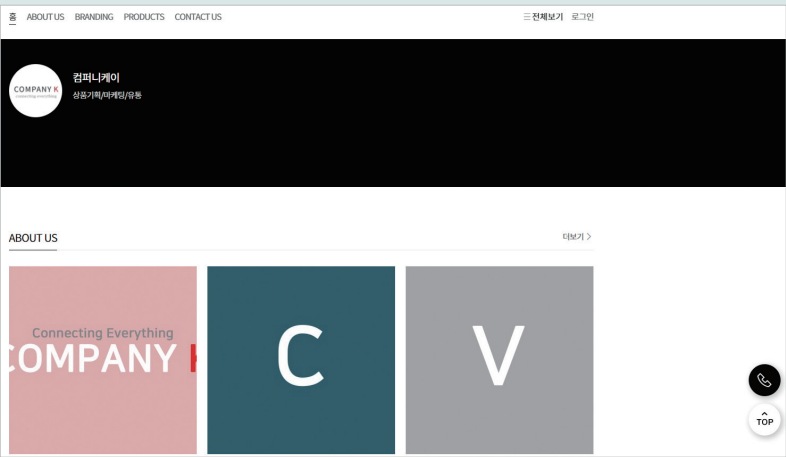 홈 ABOUT US BRANDING PRODUCTS CONTACT US 전체보기 로그인
COMPANY K
connecting everything
컴퍼니케이
상품기획/마케팅/유통
ABOUT US 더보기 >
Connecting Everything
COMPANY K
C
V
TOP